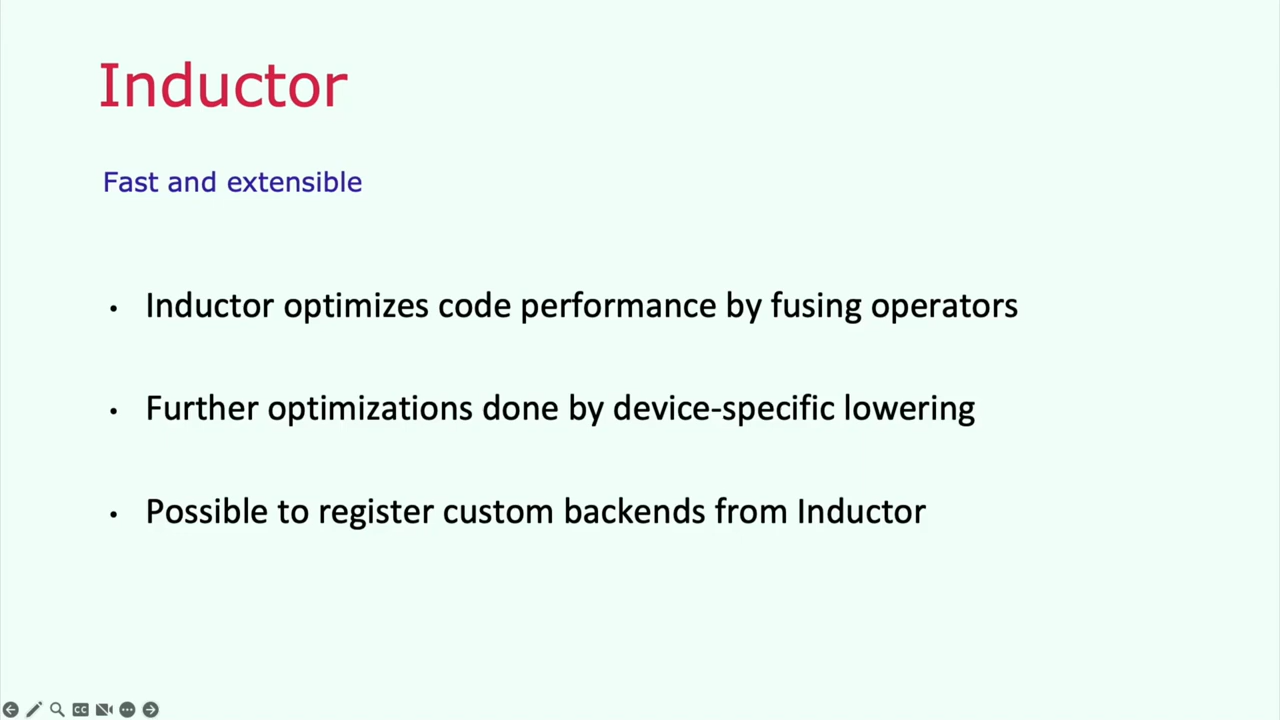 Inductor
Fast and extensible
• Inductor optimizes code performance by fusing operators
• Further optimizations done by device-specific lowering
• Possible to register custom backends from Inductor
CC